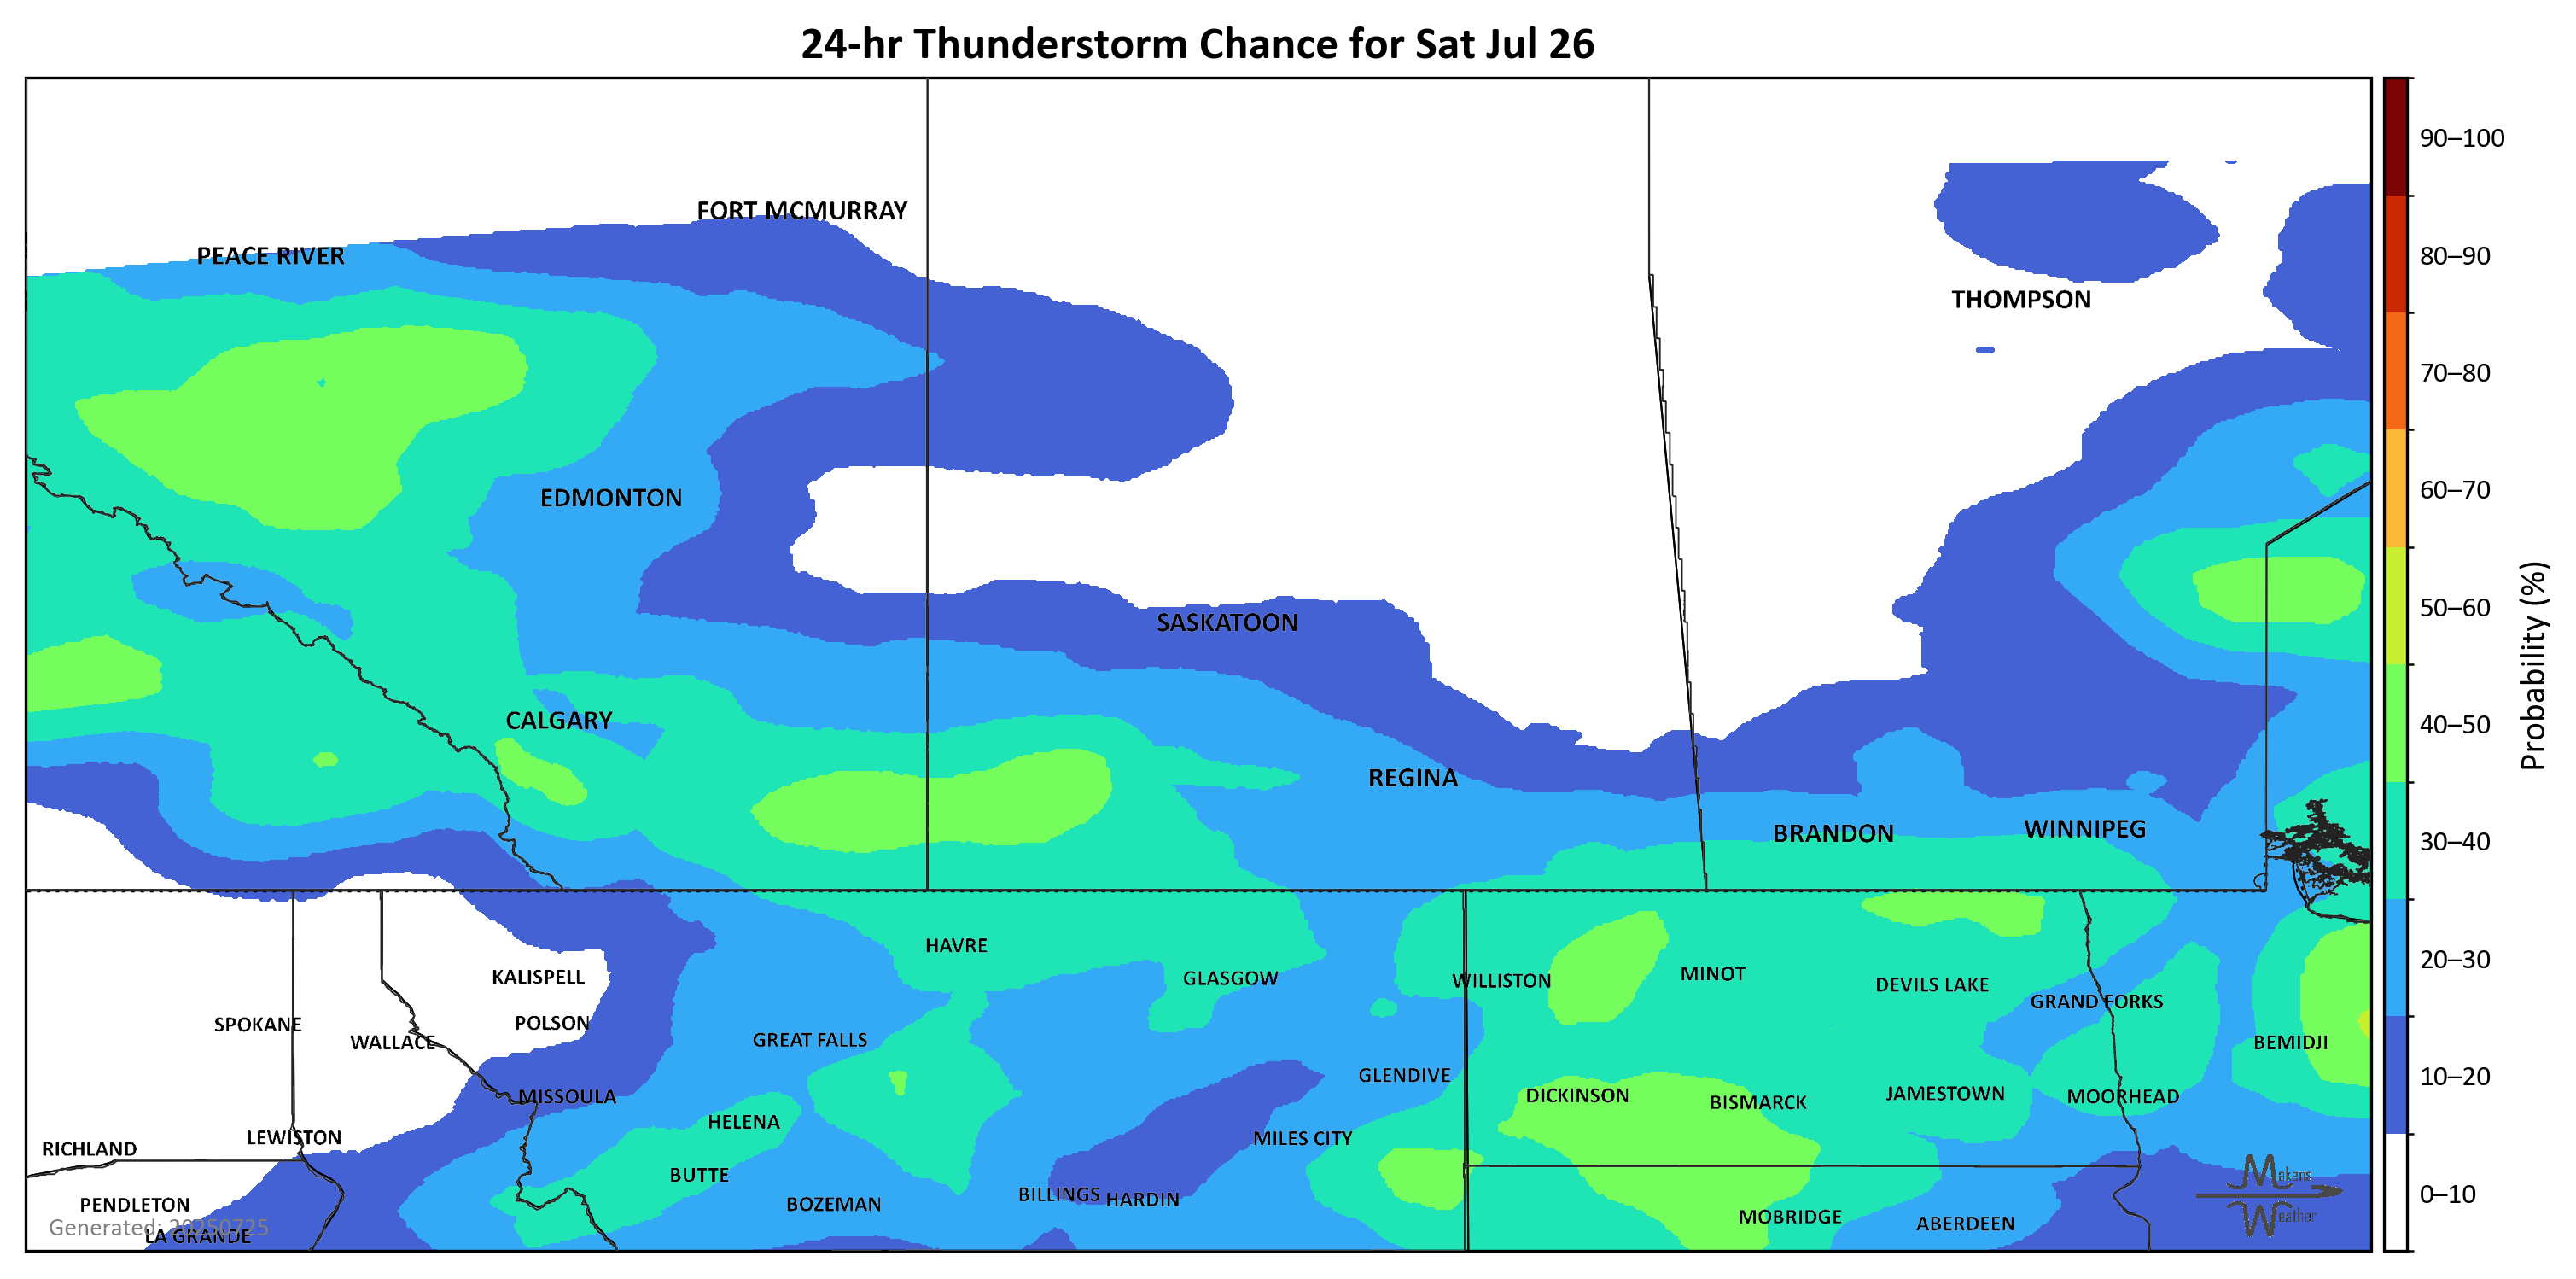 24-hr Thunderstorm Chance for Sat Jul 26
90–100
FORT MCMURRAY
PEACE RIVER
80–90
THOMPSON
70–80
60–70
EDMONTON
50–60
SASKATOON
Probability (%)
CALGARY
40–50
REGINA
BRANDON
WINNIPEG
30–40
HAVRE
20–30
KALISPELL
GLASGOW
WILLISTON
MINOT
DEVILS LAKE
GRAND FORKS
SPOKANE
POLSON
WALLACE
GREAT FALLS
BEMIDJI
GLENDIVE
10–20
MISSOULA
DICKINSON
BISMARCK
JAMESTOWN
MOORHEAD
HELENA
LEWISTON
MILES CITY
RICHLAND
BUTTE
Makens
0–10
PENDLETON
BOZEMAN
BILLINGS
HARDIN
MOBRIDGE
ABERDEEN
Weather
Generated: 20250725
LA GRANDE